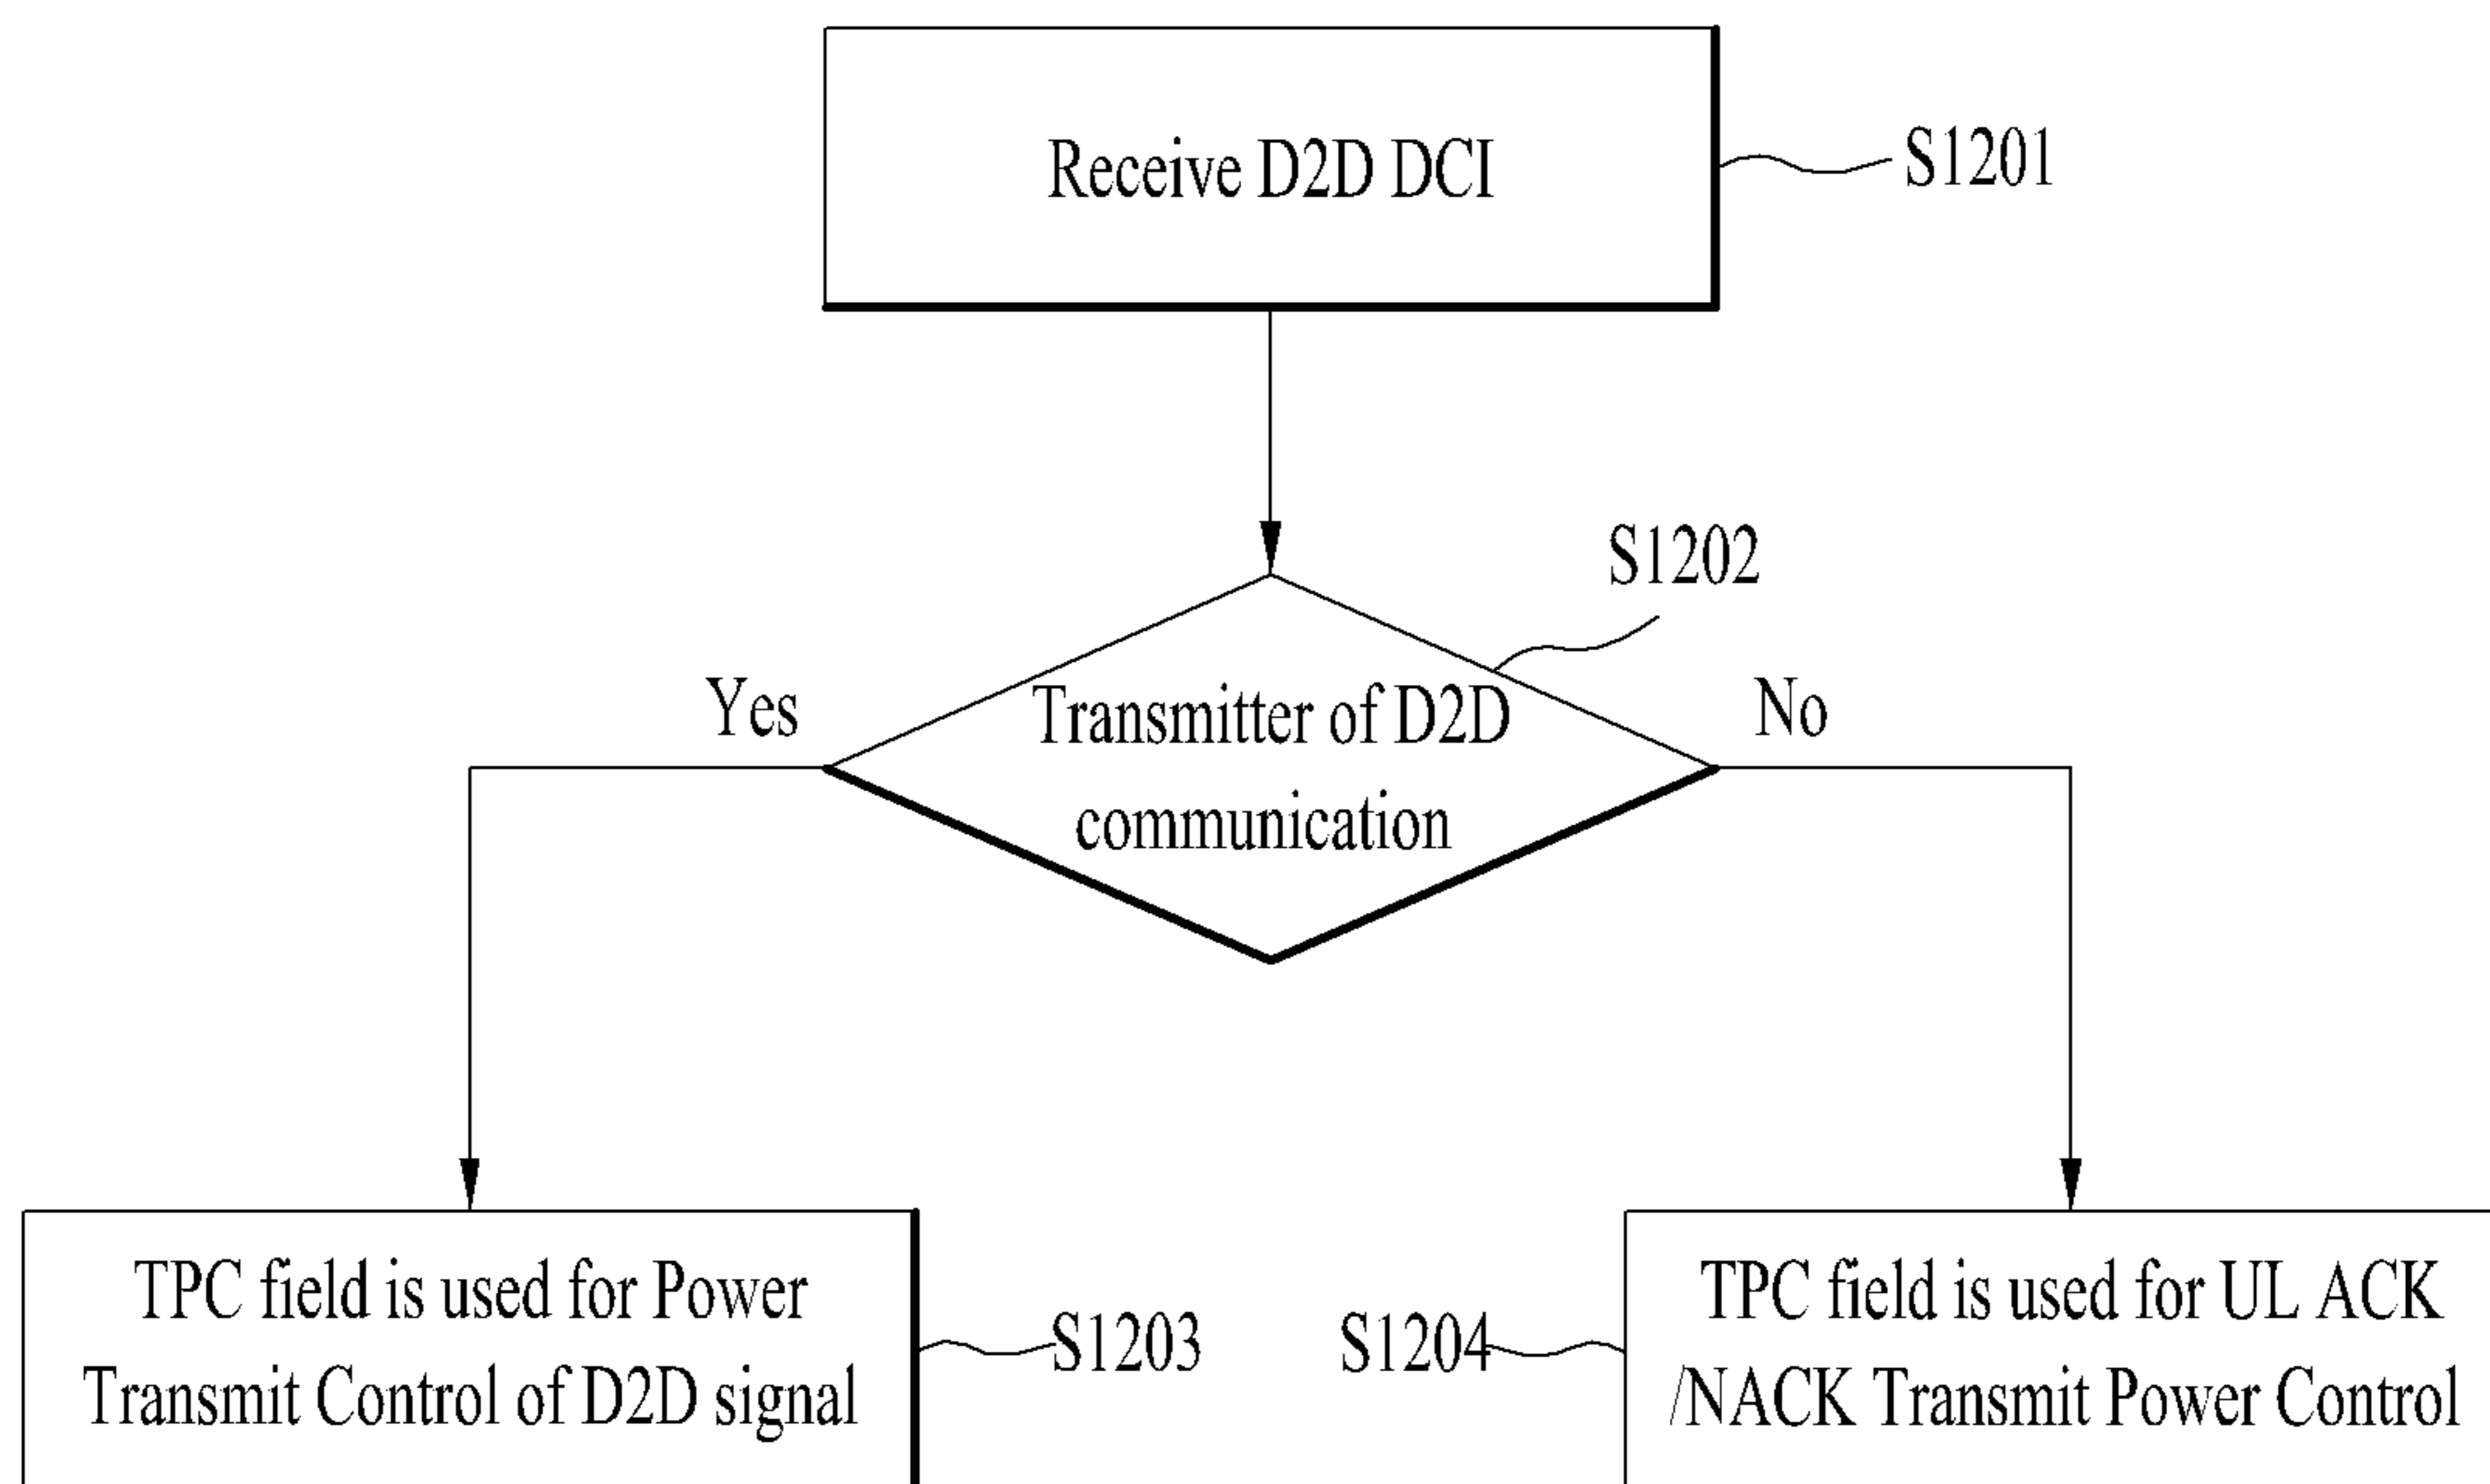 Receive D2D DCI
S1201
S1202
Yes
No
Transmitter of D2D
communication
TPC field is used for Power
Transmit Control of D2D signal
S1203
S1204
TPC field is used for UL ACK
/NACK Transmit Power Control